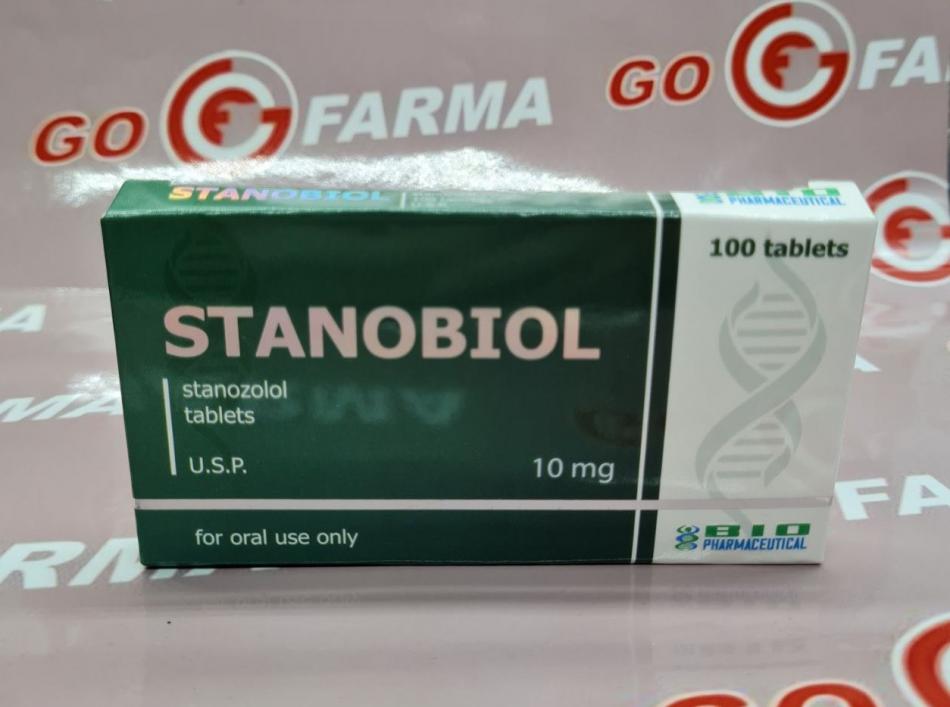 GO FARMA
GO FA
STANOBIOL
BIO
PHARMACEUTICAL
100 tablets
STANOBIOL
stanozolol
tablets
U.S.P.
10 mg
for oral use only
BIO
PHARMACEUTICAL
GO